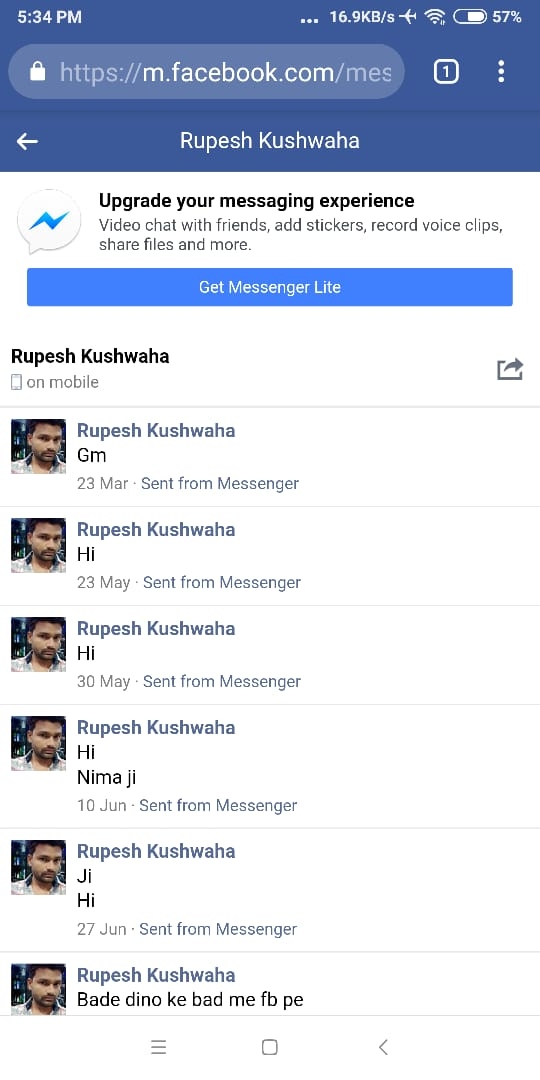 5:34 PM
... 16.9KB/s 57%
https://m.facebook.com/mes
1
Rupesh Kushwaha
Upgrade your messaging experience
Video chat with friends, add stickers, record voice clips,
share files and more.
Get Messenger Lite
Rupesh Kushwaha
on mobile
Rupesh Kushwaha
Gm
23 Mar · Sent from Messenger
Rupesh Kushwaha
Hi
23 May · Sent from Messenger
Rupesh Kushwaha
Hi
30 May · Sent from Messenger
Rupesh Kushwaha
Hi
Nima ji
10 Jun · Sent from Messenger
Rupesh Kushwaha
Ji
Hi
27 Jun · Sent from Messenger
Rupesh Kushwaha
Bade dino ke bad me fb pe